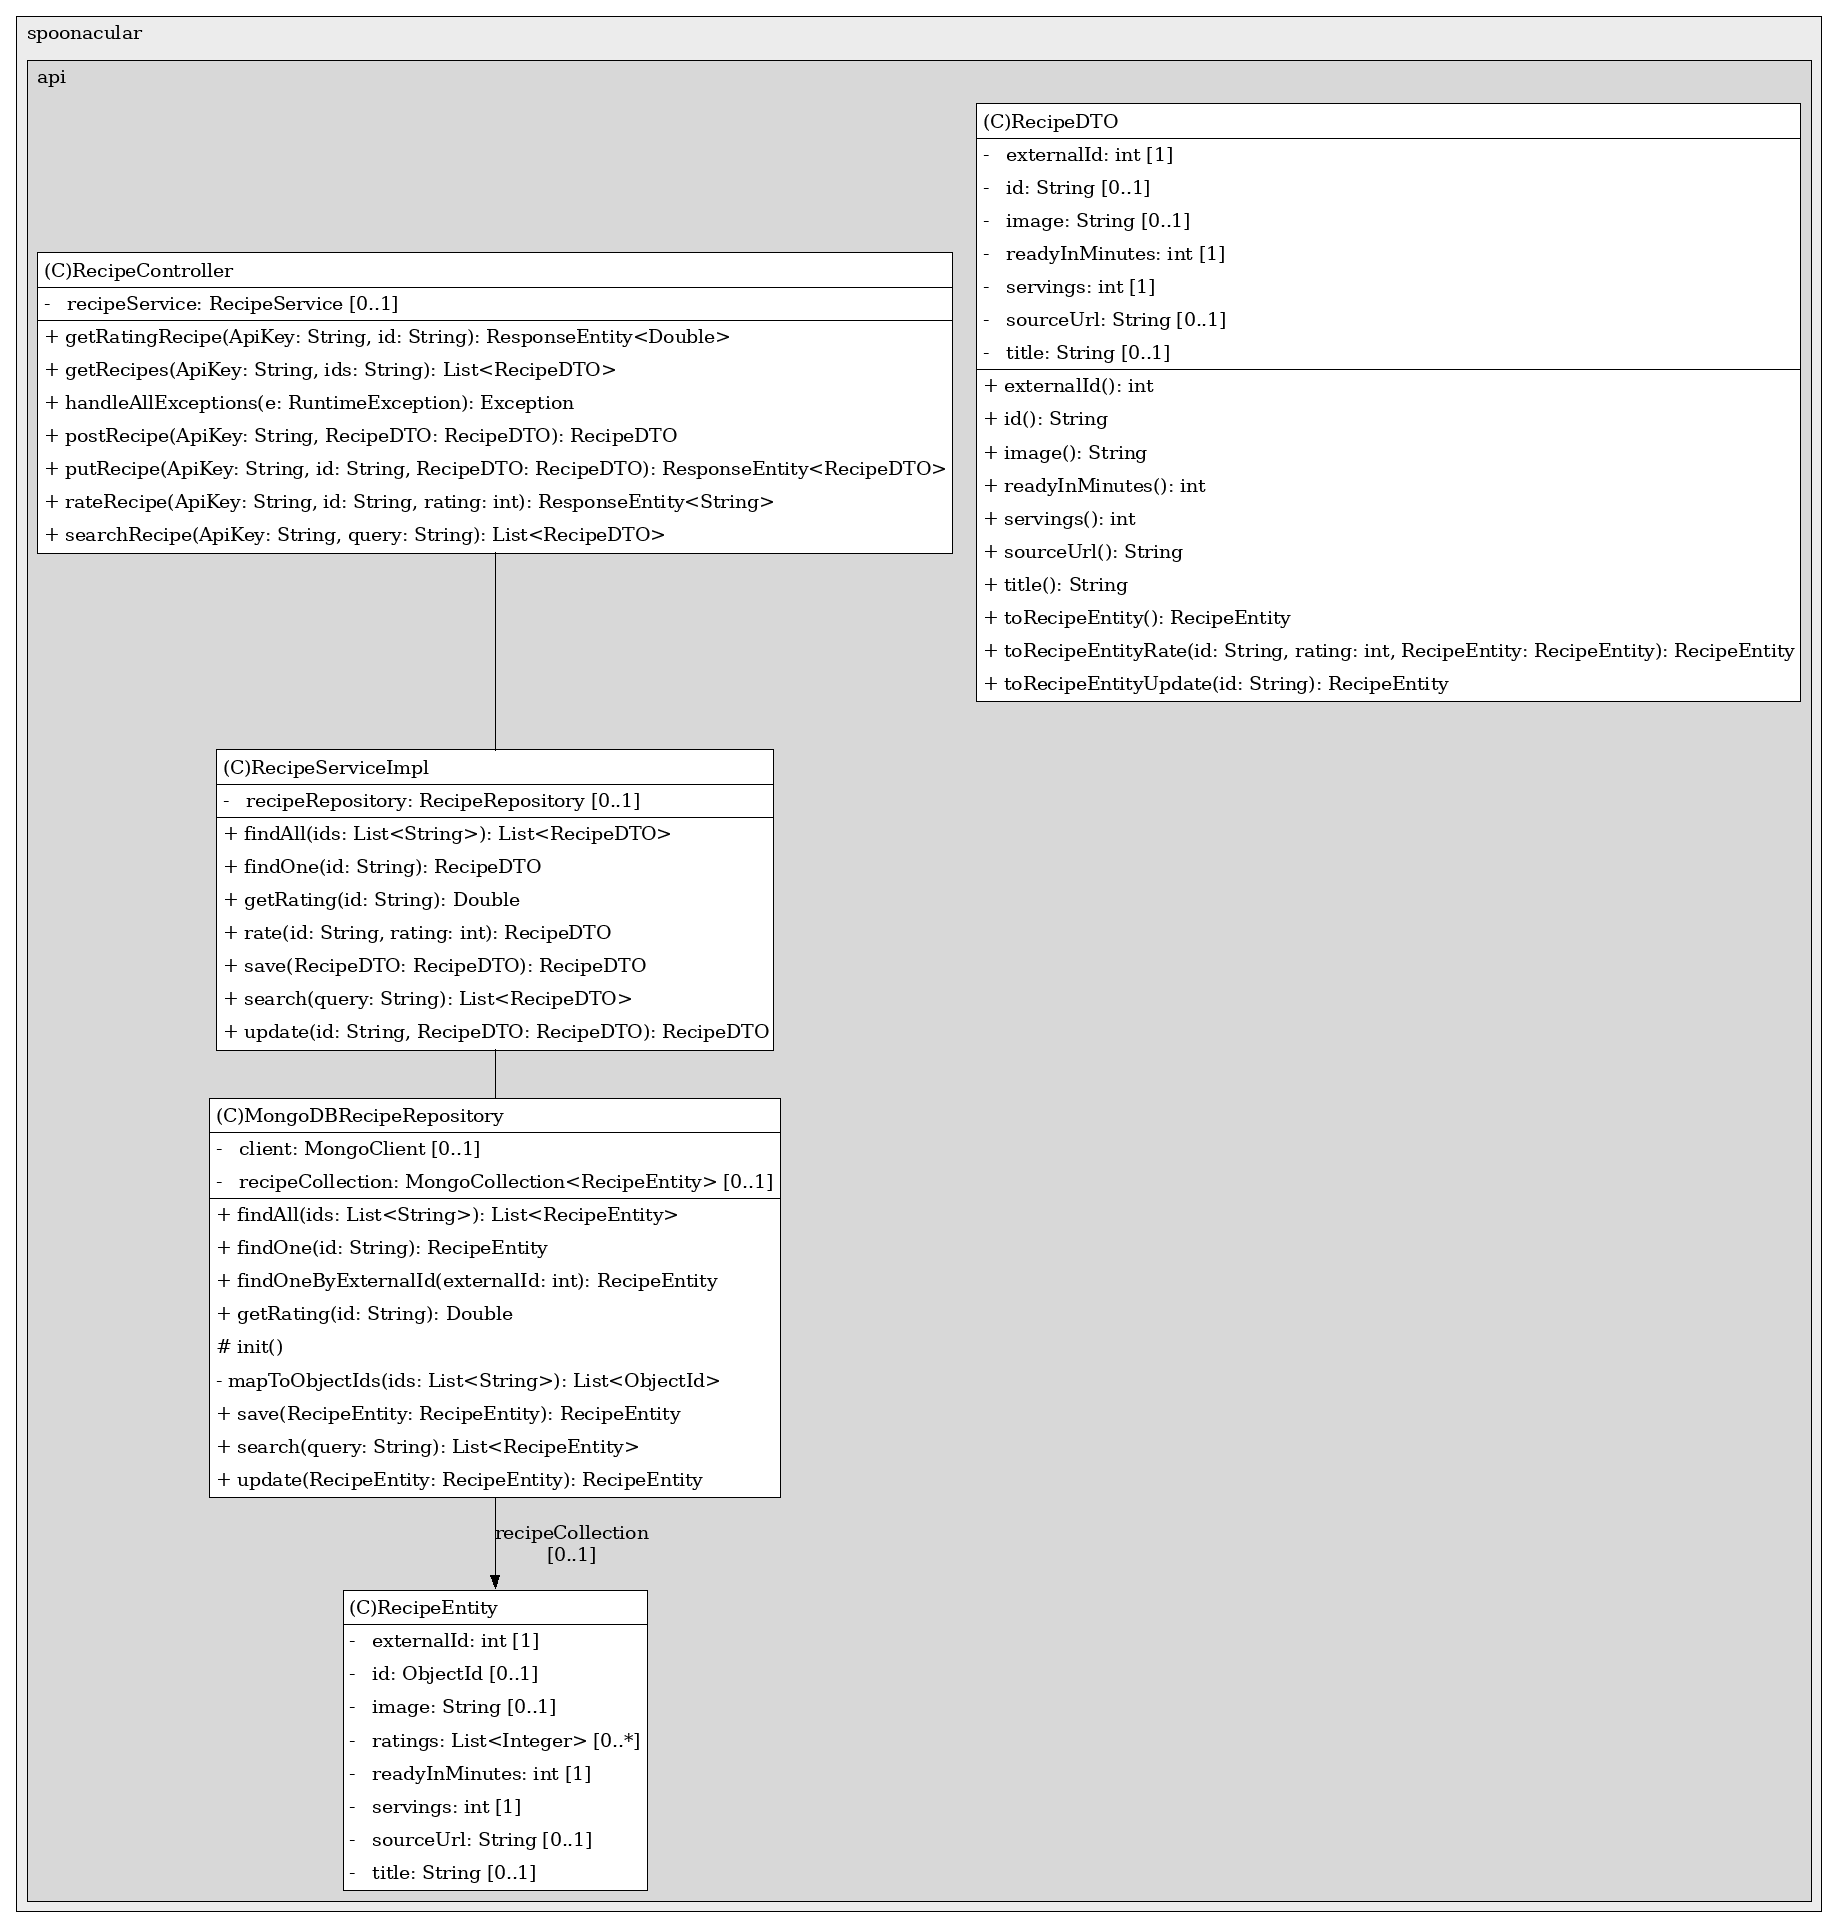 spoonacular
api
(C)RecipeDTO
- externalId: int [1]
- id: String [0..1]
- image: String [0..1]
- readyInMinutes: int [1]
- servings: int [1]
- sourceUrl: String [0..1]
- title: String [0..1]
+ externalId(): int
+ id(): String
+ image(): String
+ readyInMinutes(): int
+ servings(): int
+ sourceUrl(): String
+ title(): String
+ toRecipeEntity(): RecipeEntity
+ toRecipeEntityRate(id: String, rating: int, RecipeEntity: RecipeEntity): RecipeEntity
+ toRecipeEntityUpdate(id: String): RecipeEntity
(C)RecipeController
- recipeService: RecipeService [0..1]
+ getRatingRecipe(ApiKey: String, id: String): ResponseEntity<Double>
+ getRecipes(ApiKey: String, ids: String): List<RecipeDTO>
+ handleAllExceptions(e: RuntimeException): Exception
+ postRecipe(ApiKey: String, RecipeDTO: RecipeDTO): RecipeDTO
+ putRecipe(ApiKey: String, id: String, RecipeDTO: RecipeDTO): ResponseEntity<RecipeDTO>
+ rateRecipe(ApiKey: String, id: String, rating: int): ResponseEntity<String>
+ searchRecipe(ApiKey: String, query: String): List<RecipeDTO>
(C)RecipeServiceImpl
- recipeRepository: RecipeRepository [0..1]
+ findAll(ids: List<String>): List<RecipeDTO>
+ findOne(id: String): RecipeDTO
+ getRating(id: String): Double
+ rate(id: String, rating: int): RecipeDTO
+ save(RecipeDTO: RecipeDTO): RecipeDTO
+ search(query: String): List<RecipeDTO>
+ update(id: String, RecipeDTO: RecipeDTO): RecipeDTO
(C)MongoDBRecipeRepository
- client: MongoClient [0..1]
- recipeCollection: MongoCollection<RecipeEntity> [0..1]
+ findAll(ids: List<String>): List<RecipeEntity>
+ findOne(id: String): RecipeEntity
+ findOneByExternalId(externalId: int): RecipeEntity
+ getRating(id: String): Double
# init()
- mapToObjectIds(ids: List<String>): List<ObjectId>
+ save(RecipeEntity: RecipeEntity): RecipeEntity
+ search(query: String): List<RecipeEntity>
+ update(RecipeEntity: RecipeEntity): RecipeEntity
recipeCollection
[0..1]
(C)RecipeEntity
- externalId: int [1]
- id: ObjectId [0..1]
- image: String [0..1]
- ratings: List<Integer> [0..*]
- readyInMinutes: int [1]
- servings: int [1]
- sourceUrl: String [0..1]
- title: String [0..1]